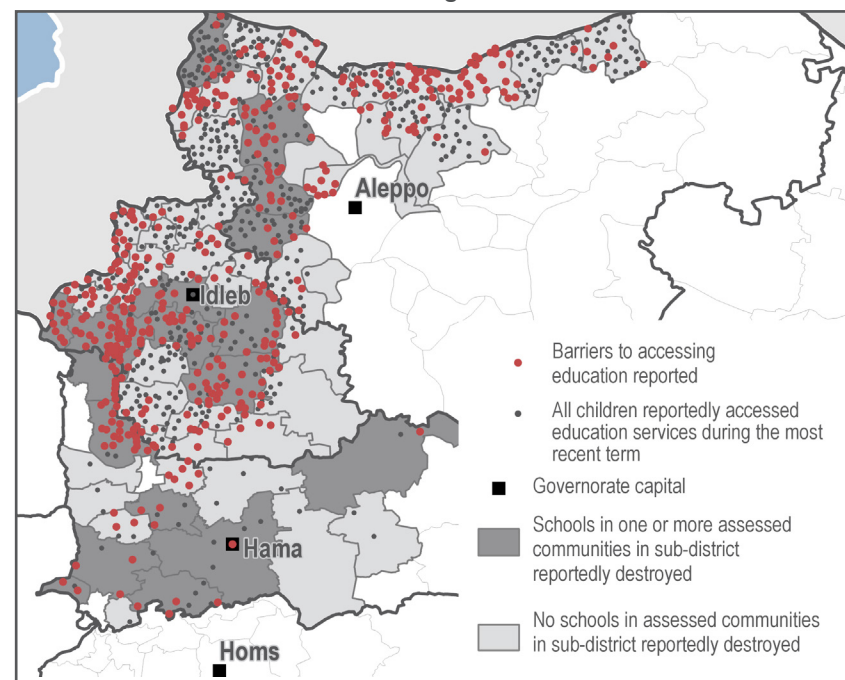 Aleppo
Idleb
Barriers to accessing
education reported
All children reportedly accessed
education services during the most
recent term
Governorate capital
Schools in one or more assessed
communities in sub-district
reportedly destroyed
Hama
No schools in assessed communities
in sub-district reportedly destroyed
Homs